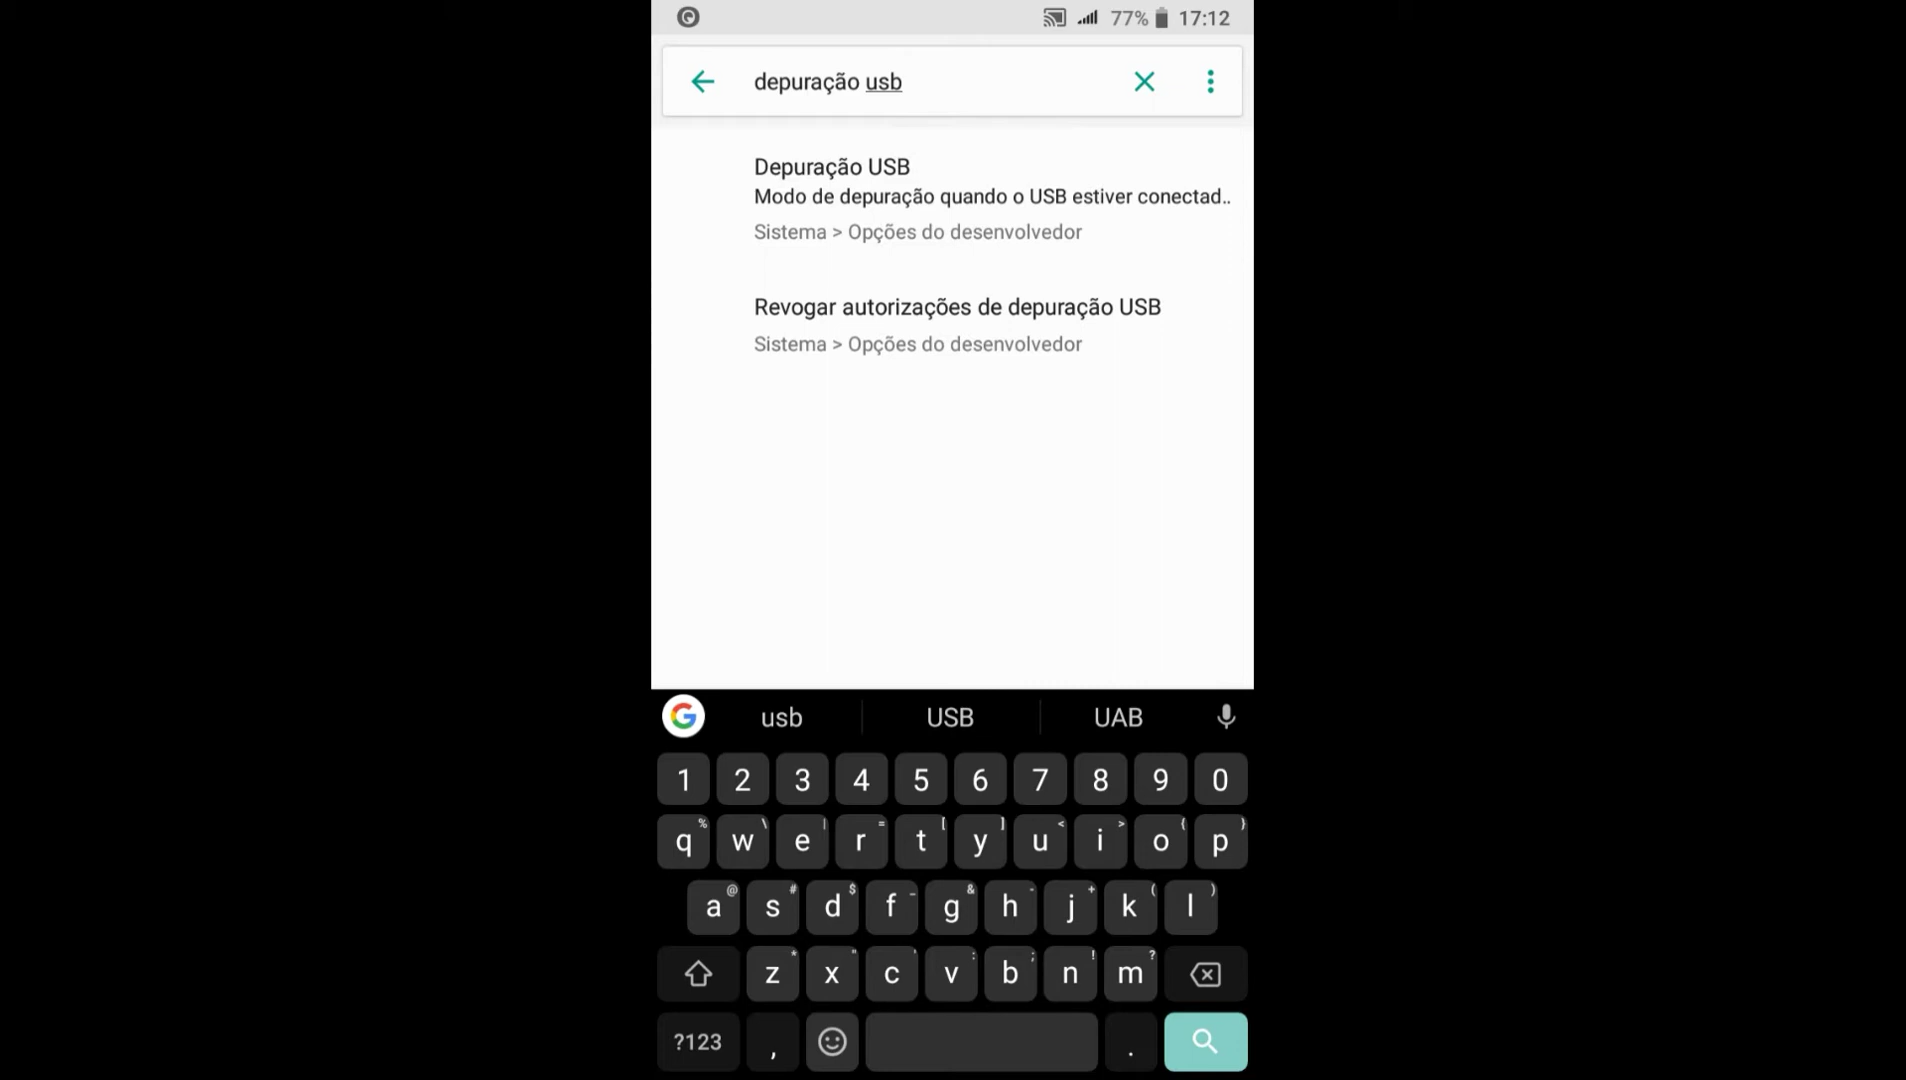 77% 17:12
depuração usb
Depuração USB
Modo de depuração quando o USB estiver conectad..
Sistema > Opções do desenvolvedor
Revogar autorizações de depuração USB
Sistema > Opções do desenvolvedor
G usb USB UAB
1 2 3 4 5 6 7 8 9 0
% \ | = [ ] < > { }
q w e r t y u i o p
@ # $ _ & - + ( )
a s d f g h j k l
* " ' : ; ! ?
z x c v b n m
?123 , .